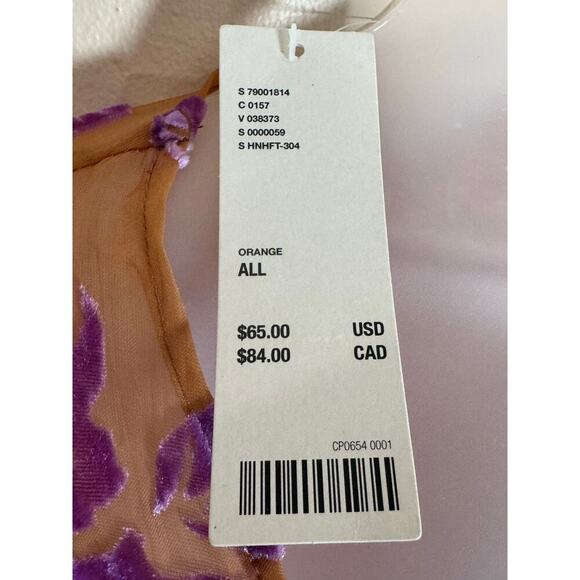 S 79001814
C 0157
V 038373
S 0000059
S HNHFT-304
ORANGE
ALL
$65.00 USD
$84.00 CAD
CP0654 0001